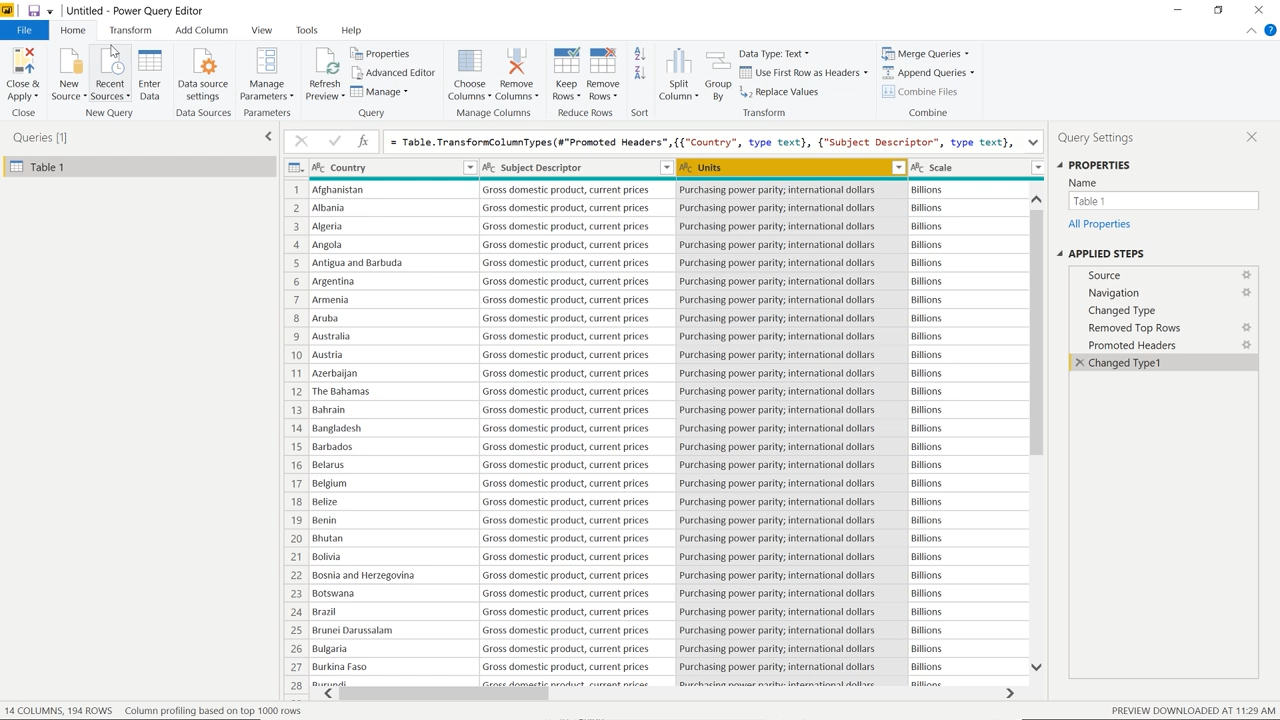 Untitled - Power Query Editor
File Home Transform Add Column View Tools Help
Close & Apply New Source Recent Sources Enter Data Data source settings Manage Parameters Refresh Preview Properties Advanced Editor Manage Choose Columns Remove Columns Keep Rows Remove Rows Split Column Group By Data Type: Text Use First Row as Headers Replace Values Merge Queries Append Queries Combine Files
Close New Query Data Sources Parameters Query Manage Columns Reduce Rows Sort Transform Combine
Queries [1]
Table 1
= Table.TransformColumnTypes(#"Promoted Headers",{{"Country", type text}, {"Subject Descriptor", type text},
Country Subject Descriptor Units Scale
1 Afghanistan Gross domestic product, current prices Purchasing power parity; international dollars Billions
2 Albania Gross domestic product, current prices Purchasing power parity; international dollars Billions
3 Algeria Gross domestic product, current prices Purchasing power parity; international dollars Billions
4 Angola Gross domestic product, current prices Purchasing power parity; international dollars Billions
5 Antigua and Barbuda Gross domestic product, current prices Purchasing power parity; international dollars Billions
6 Argentina Gross domestic product, current prices Purchasing power parity; international dollars Billions
7 Armenia Gross domestic product, current prices Purchasing power parity; international dollars Billions
8 Aruba Gross domestic product, current prices Purchasing power parity; international dollars Billions
9 Australia Gross domestic product, current prices Purchasing power parity; international dollars Billions
10 Austria Gross domestic product, current prices Purchasing power parity; international dollars Billions
11 Azerbaijan Gross domestic product, current prices Purchasing power parity; international dollars Billions
12 The Bahamas Gross domestic product, current prices Purchasing power parity; international dollars Billions
13 Bahrain Gross domestic product, current prices Purchasing power parity; international dollars Billions
14 Bangladesh Gross domestic product, current prices Purchasing power parity; international dollars Billions
15 Barbados Gross domestic product, current prices Purchasing power parity; international dollars Billions
16 Belarus Gross domestic product, current prices Purchasing power parity; international dollars Billions
17 Belgium Gross domestic product, current prices Purchasing power parity; international dollars Billions
18 Belize Gross domestic product, current prices Purchasing power parity; international dollars Billions
19 Benin Gross domestic product, current prices Purchasing power parity; international dollars Billions
20 Bhutan Gross domestic product, current prices Purchasing power parity; international dollars Billions
21 Bolivia Gross domestic product, current prices Purchasing power parity; international dollars Billions
22 Bosnia and Herzegovina Gross domestic product, current prices Purchasing power parity; international dollars Billions
23 Botswana Gross domestic product, current prices Purchasing power parity; international dollars Billions
24 Brazil Gross domestic product, current prices Purchasing power parity; international dollars Billions
25 Brunei Darussalam Gross domestic product, current prices Purchasing power parity; international dollars Billions
26 Bulgaria Gross domestic product, current prices Purchasing power parity; international dollars Billions
27 Burkina Faso Gross domestic product, current prices Purchasing power parity; international dollars Billions
28 Burundi Gross domestic product, current prices Purchasing power parity; international dollars Billions
Query Settings
PROPERTIES
Name
Table 1
All Properties
APPLIED STEPS
Source
Navigation
Changed Type
Removed Top Rows
Promoted Headers
Changed Type1
14 COLUMNS, 194 ROWS Column profiling based on top 1000 rows
PREVIEW DOWNLOADED AT 11:29 AM